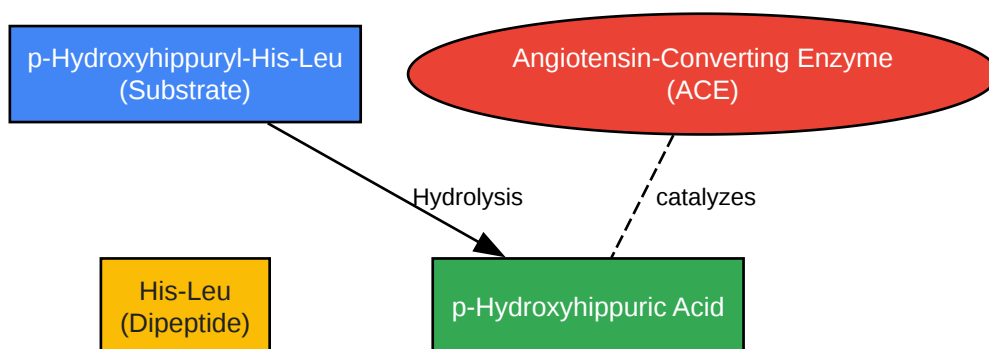 p-Hydroxyhippuryl-His-Leu
(Substrate)
Angiotensin-Converting Enzyme
(ACE)
Hydrolysis
catalyzes
His-Leu
(Dipeptide)
p-Hydroxyhippuric Acid